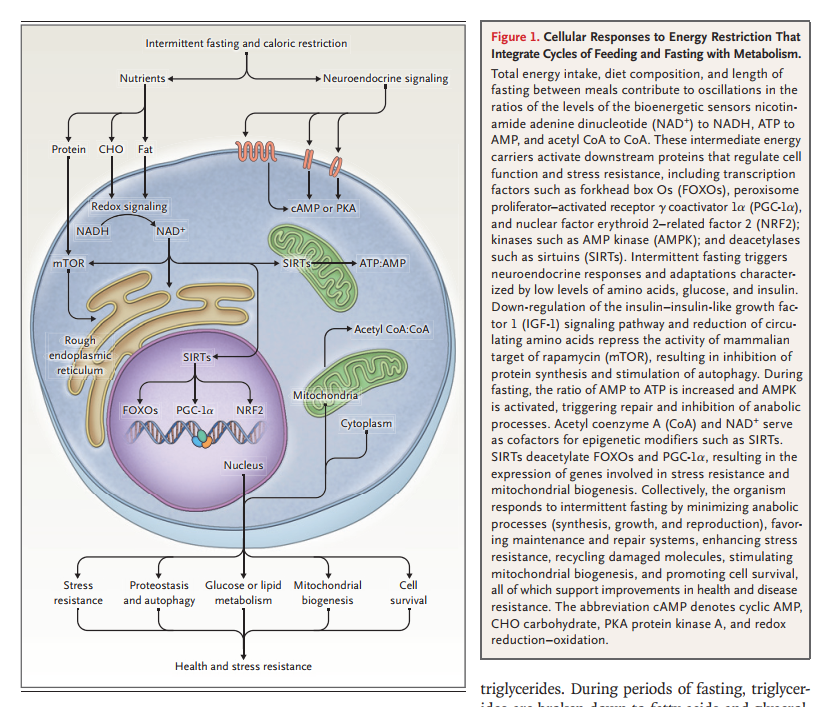 Intermittent fasting and caloric restriction
Nutrients
Neuroendocrine signaling
Protein
CHO
Fat
Redox signaling
cAMP or PKA
NADH
NAD+
mTOR
SIRTs
ATP:AMP
Rough
endoplasmic
reticulum
Acetyl CoA:CoA
SIRTs
Mitochondria
FOXOs
PGC-1α
NRF2
Cytoplasm
Nucleus
Stress
resistance
Proteostasis
and autophagy
Glucose or lipid
metabolism
Mitochondrial
biogenesis
Cell
survival
Health and stress resistance
Figure 1. Cellular Responses to Energy Restriction That
Integrate Cycles of Feeding and Fasting with Metabolism.
Total energy intake, diet composition, and length of
fasting between meals contribute to oscillations in the
ratios of the levels of the bioenergetic sensors nicotin-
amide adenine dinucleotide (NAD+) to NADH, ATP to
AMP, and acetyl CoA to CoA. These intermediate energy
carriers activate downstream proteins that regulate cell
function and stress resistance, including transcription
factors such as forkhead box Os (FOXOs), peroxisome
proliferator–activated receptor γ coactivator 1α (PGC-1α),
and nuclear factor erythroid 2–related factor 2 (NRF2);
kinases such as AMP kinase (AMPK); and deacetylases
such as sirtuins (SIRTs). Intermittent fasting triggers
neuroendocrine responses and adaptations character-
ized by low levels of amino acids, glucose, and insulin.
Down-regulation of the insulin–insulin-like growth fac-
tor 1 (IGF-1) signaling pathway and reduction of circu-
lating amino acids repress the activity of mammalian
target of rapamycin (mTOR), resulting in inhibition of
protein synthesis and stimulation of autophagy. During
fasting, the ratio of AMP to ATP is increased and AMPK
is activated, triggering repair and inhibition of anabolic
processes. Acetyl coenzyme A (CoA) and NAD+ serve
as cofactors for epigenetic modifiers such as SIRTs.
SIRTs deacetylate FOXOs and PGC-1α, resulting in the
expression of genes involved in stress resistance and
mitochondrial biogenesis. Collectively, the organism
responds to intermittent fasting by minimizing anabolic
processes (synthesis, growth, and reproduction), favor-
ing maintenance and repair systems, enhancing stress
resistance, recycling damaged molecules, stimulating
mitochondrial biogenesis, and promoting cell survival,
all of which support improvements in health and disease
resistance. The abbreviation cAMP denotes cyclic AMP,
CHO carbohydrate, PKA protein kinase A, and redox
reduction–oxidation.
triglycerides. During periods of fasting, triglycer-